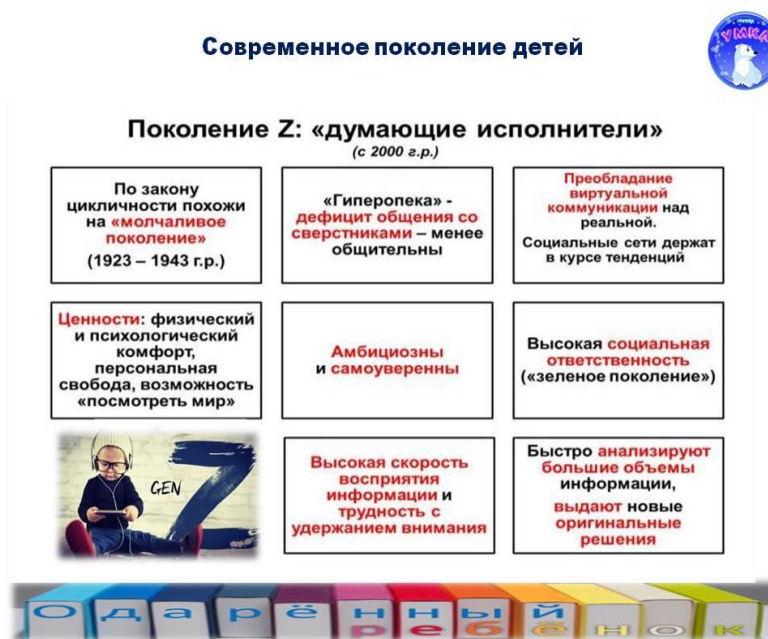 Современное поколение детей
группа
УМКА
Поколение Z: «думающие исполнители»
(с 2000 г.р.)
По закону
цикличности похожи
на «молчаливое
поколение»
(1923 – 1943 г.р.)
«Гиперопека» -
дефицит общения со
сверстниками – менее
общительны
Преобладание
виртуальной
коммуникации над
реальной.
Социальные сети держат
в курсе тенденций
Ценности: физический
и психологический
комфорт,
персональная
свобода, возможность
«посмотреть мир»
Амбициозны
и самоуверенны
Высокая социальная
ответственность
(«зеленое поколение»)
GEN
Z
Высокая скорость
восприятия
информации и
трудность с
удержанием внимания
Быстро анализируют
большие объемы
информации,
выдают новые
оригинальные
решения
Одарённый
ребёнок